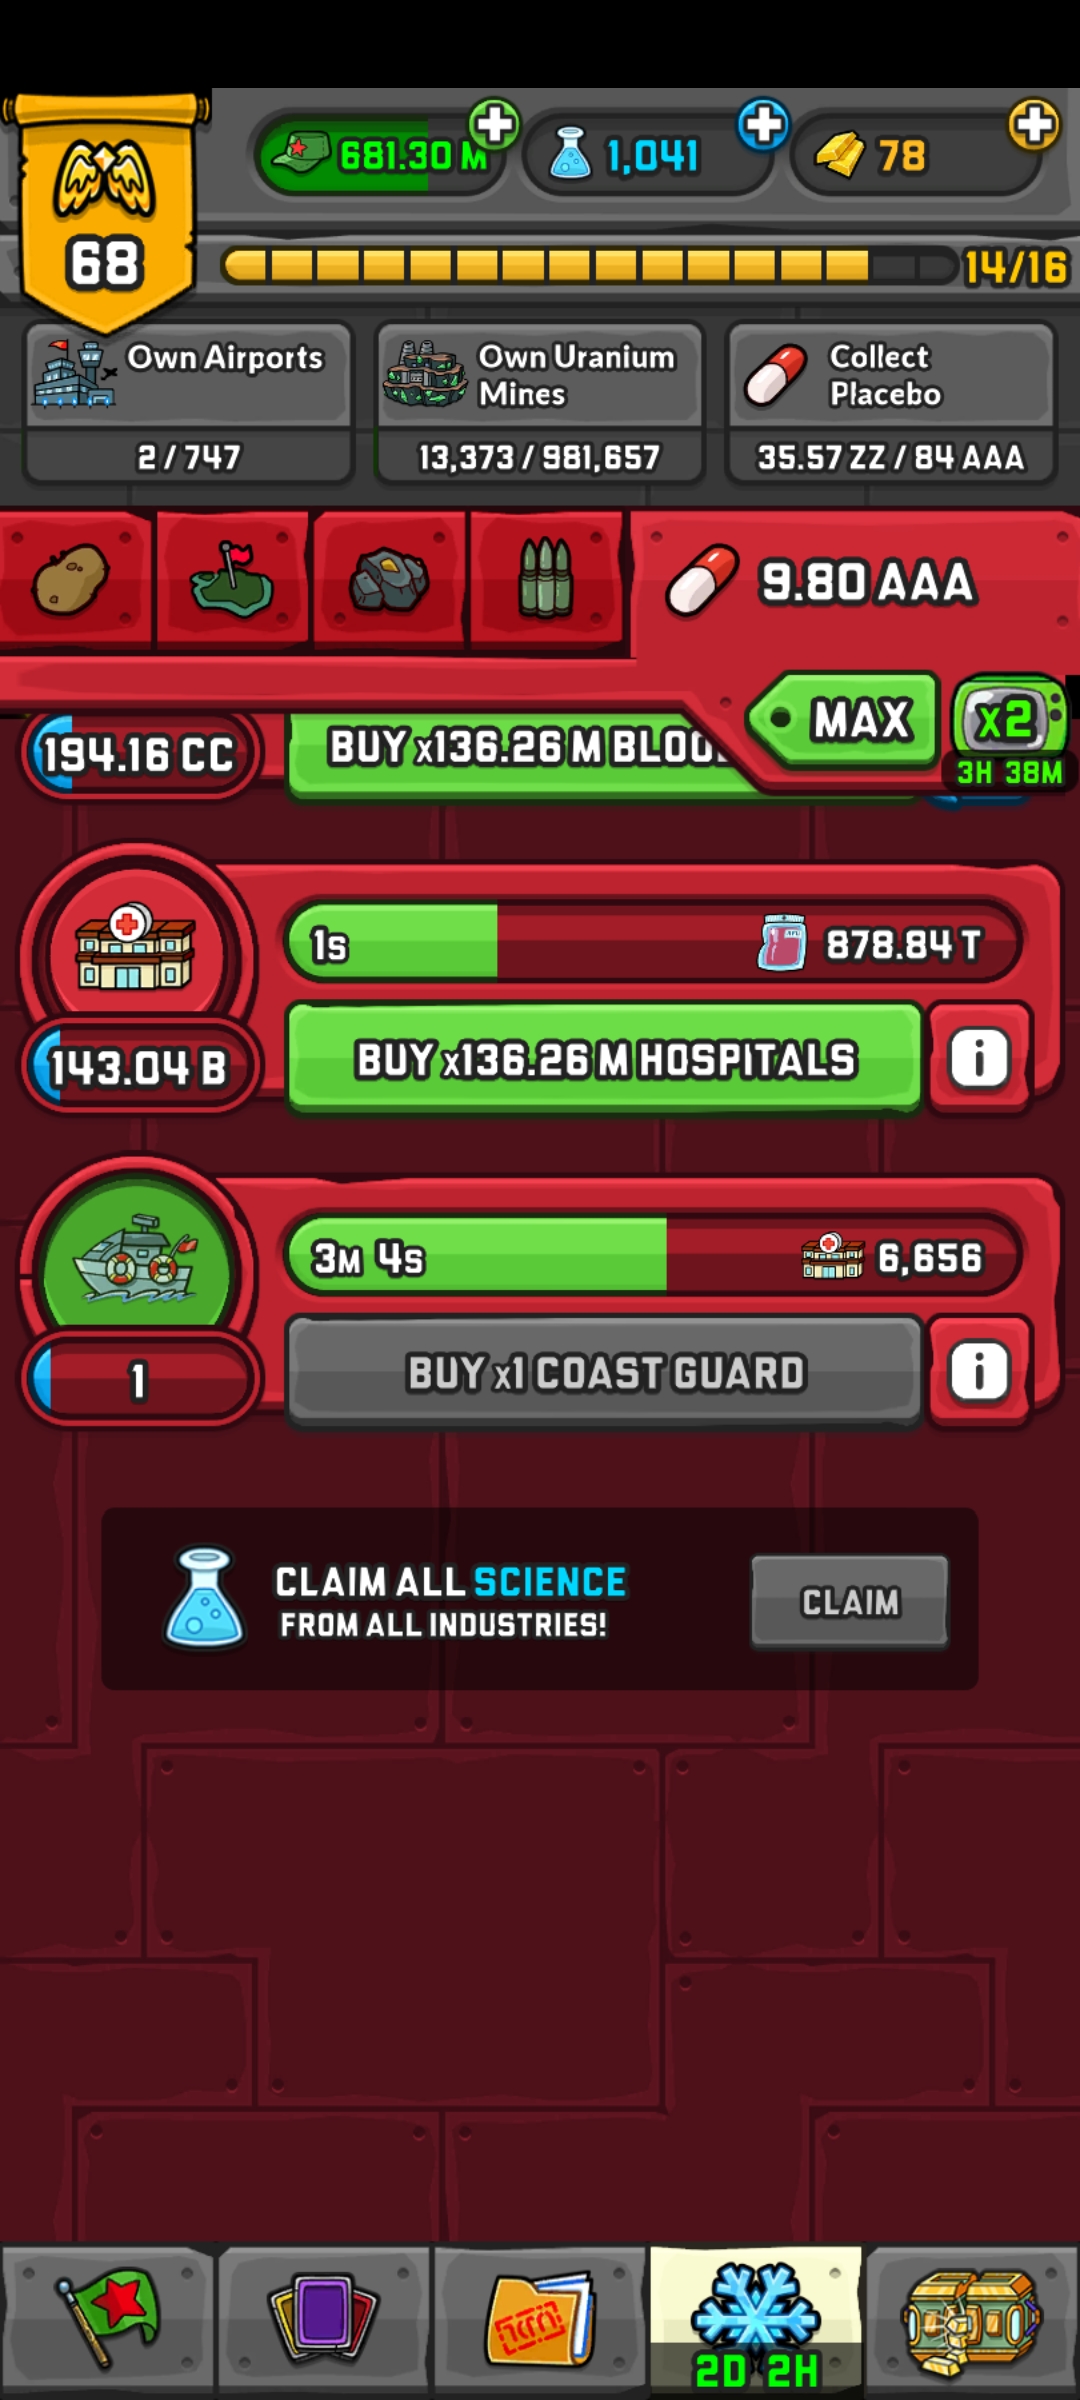 681.30 M
1,041
78
68
14/16
Own Airports
2 / 747
Own Uranium
Mines
13,373 / 981,657
Collect
Placebo
35.57 ZZ / 84 AAA
9.80 AAA
MAX
x2
3H 38M
194.16 CC
BUY x136.26 M
1s
878.84 T
143.04 B
BUY x136.26 M HOSPITALS
i
3M 4s
6,656
1
BUY x1 COAST GUARD
i
CLAIM ALL SCIENCE
FROM ALL INDUSTRIES!
CLAIM
2D 2H